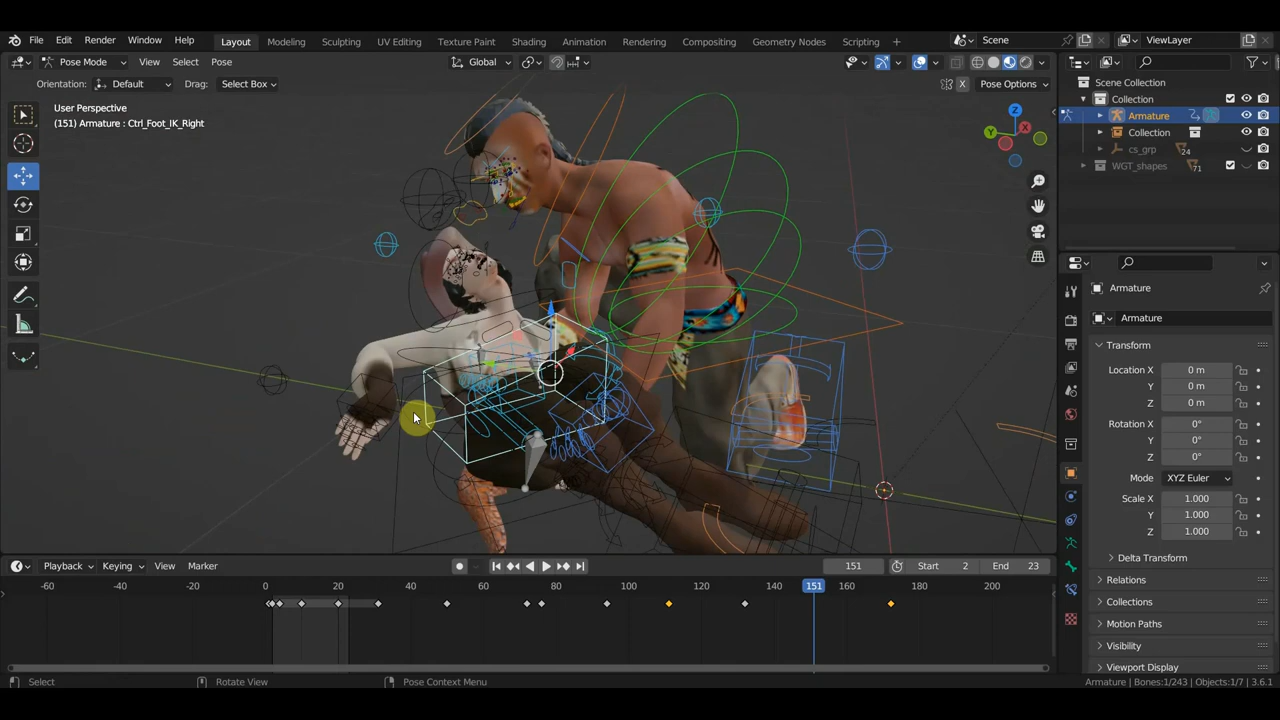 File Edit Render Window Help Layout Modeling Sculpting UV Editing Texture Paint Shading Animation Rendering Compositing Geometry Nodes Scripting + Scene ViewLayer
Pose Mode View Select Pose Global
Orientation: Default Drag: Select Box X Pose Options
User Perspective
(151) Armature : Ctrl_Foot_IK_Right
Z
Y
X
Scene Collection
Collection
Armature
Collection
cs_grp 24
WGT_shapes 71
Armature
Armature
Transform
Location X 0 m
Y 0 m
Z 0 m
Rotation X 0°
Y 0°
Z 0°
Mode XYZ Euler
Scale X 1.000
Y 1.000
Z 1.000
Delta Transform
Relations
Collections
Motion Paths
Visibility
Viewport Display
Playback Keying View Marker 151 Start 2 End 23
-60 -40 -20 0 20 40 60 80 100 120 140 151 160 180 200
Select Rotate View Pose Context Menu Armature | Bones:1/243 | Objects:1/7 | 3.6.1